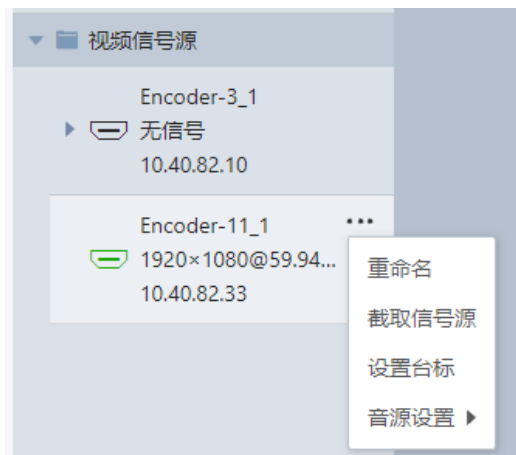 视频信号源
Encoder-3_1
无信号
10.40.82.10
Encoder-11_1
1920×1080@59.94...
10.40.82.33
重命名
截取信号源
设置台标
音源设置